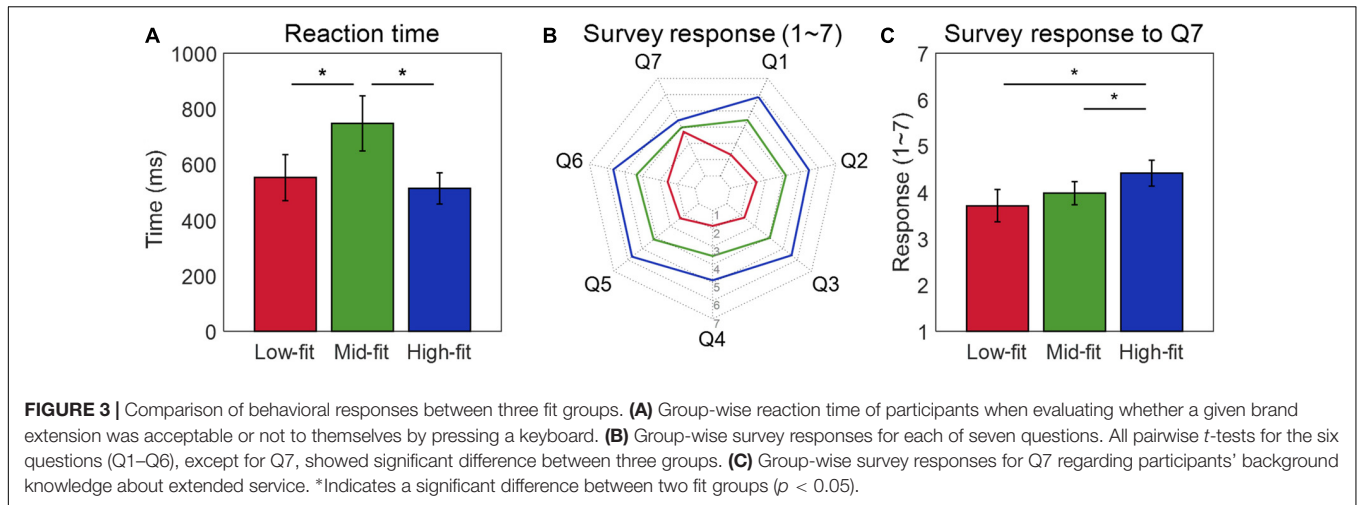 A Reaction time
1000
800
600
400
200
0
Time (ms)
* *
Low-fit Mid-fit High-fit
B Survey response (1~7)
Q7 Q1
Q6 Q2
Q5 Q3
Q4
1
2
3
4
5
6
7
C Survey response to Q7
7
6
5
4
3
2
1
Response (1~7)
*
*
Low-fit Mid-fit High-fit
FIGURE 3 | Comparison of behavioral responses between three fit groups. (A) Group-wise reaction time of participants when evaluating whether a given brand
extension was acceptable or not to themselves by pressing a keyboard. (B) Group-wise survey responses for each of seven questions. All pairwise t-tests for the six
questions (Q1–Q6), except for Q7, showed significant difference between three groups. (C) Group-wise survey responses for Q7 regarding participants' background
knowledge about extended service. *Indicates a significant difference between two fit groups (p < 0.05).